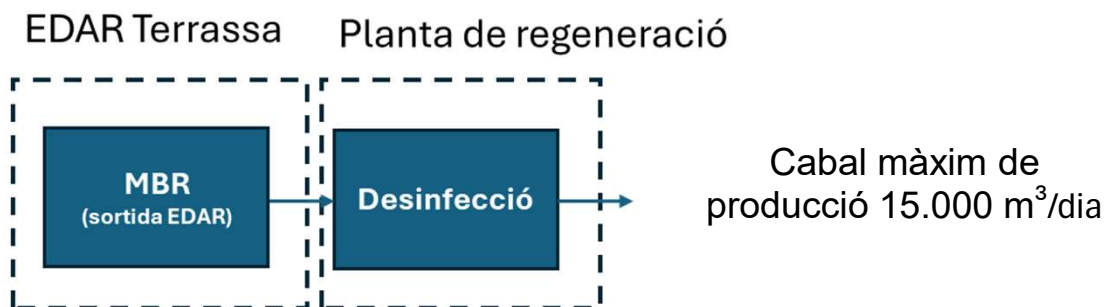 EDAR Terrassa
Planta de regeneració
MBR
(sortida EDAR)
Desinfecció
Cabal màxim de
producció 15.000 m³/dia